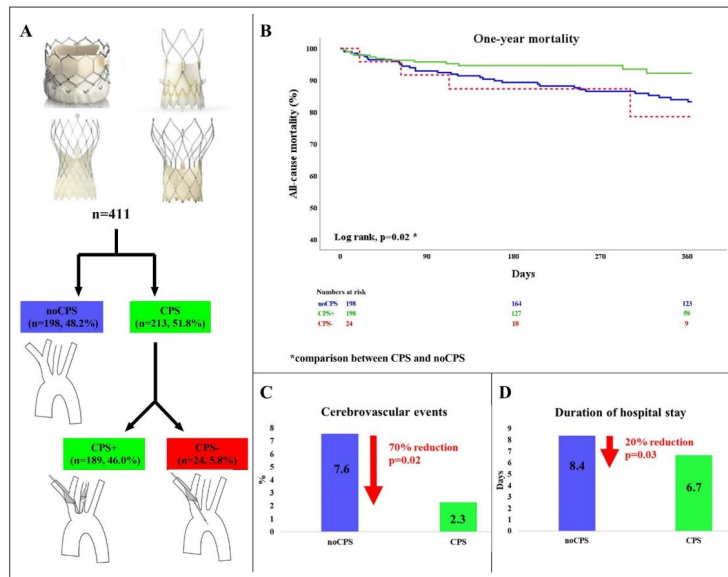 A
n=411
noCPS
(n=198, 48.2%)
CPS
(n=213, 51.8%)
CPS+
(n=189, 46.0%)
CPS-
(n=24, 5.8%)
B
One-year mortality
All-cause mortality (%)
100
90
80
70
60
50
40
Log rank, p=0.02 *
0
90
180
270
360
Days
Numbers at risk
noCPS 198 164 123
CPS+ 198 127 59
CPS- 24 18 9
*comparison between CPS and noCPS
C
Cerebrovascular events
%
8
7
6
5
4
3
2
1
0
7.6
70% reduction
p=0.02
2.3
noCPS
CPS
D
Duration of hospital stay
Days
9
8
7
6
5
4
3
2
1
0
8.4
20% reduction
p=0.03
6.7
noCPS
CPS